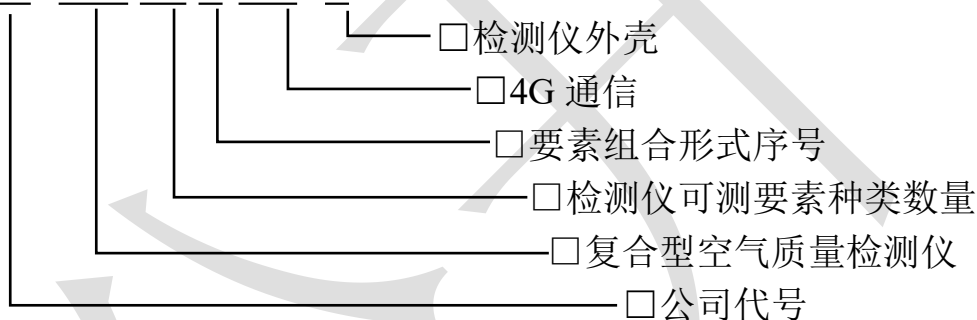 □检测仪外壳
□4G 通信
□要素组合形式序号
□检测仪可测要素种类数量
□复合型空气质量检测仪
□公司代号